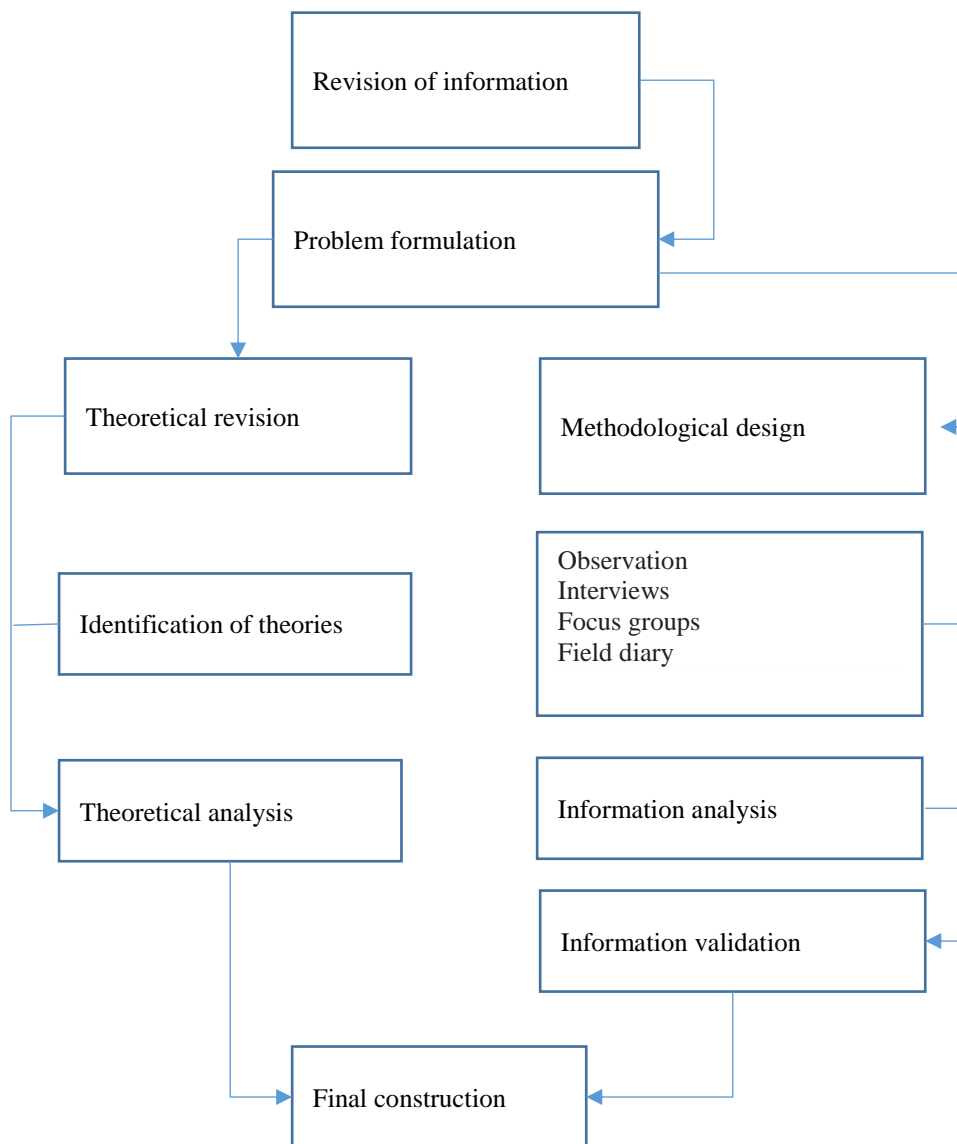 Revision of information
Problem formulation
Theoretical revision
Methodological design
Observation
Interviews
Focus groups
Field diary
Identification of theories
Theoretical analysis
Information analysis
Information validation
Final construction